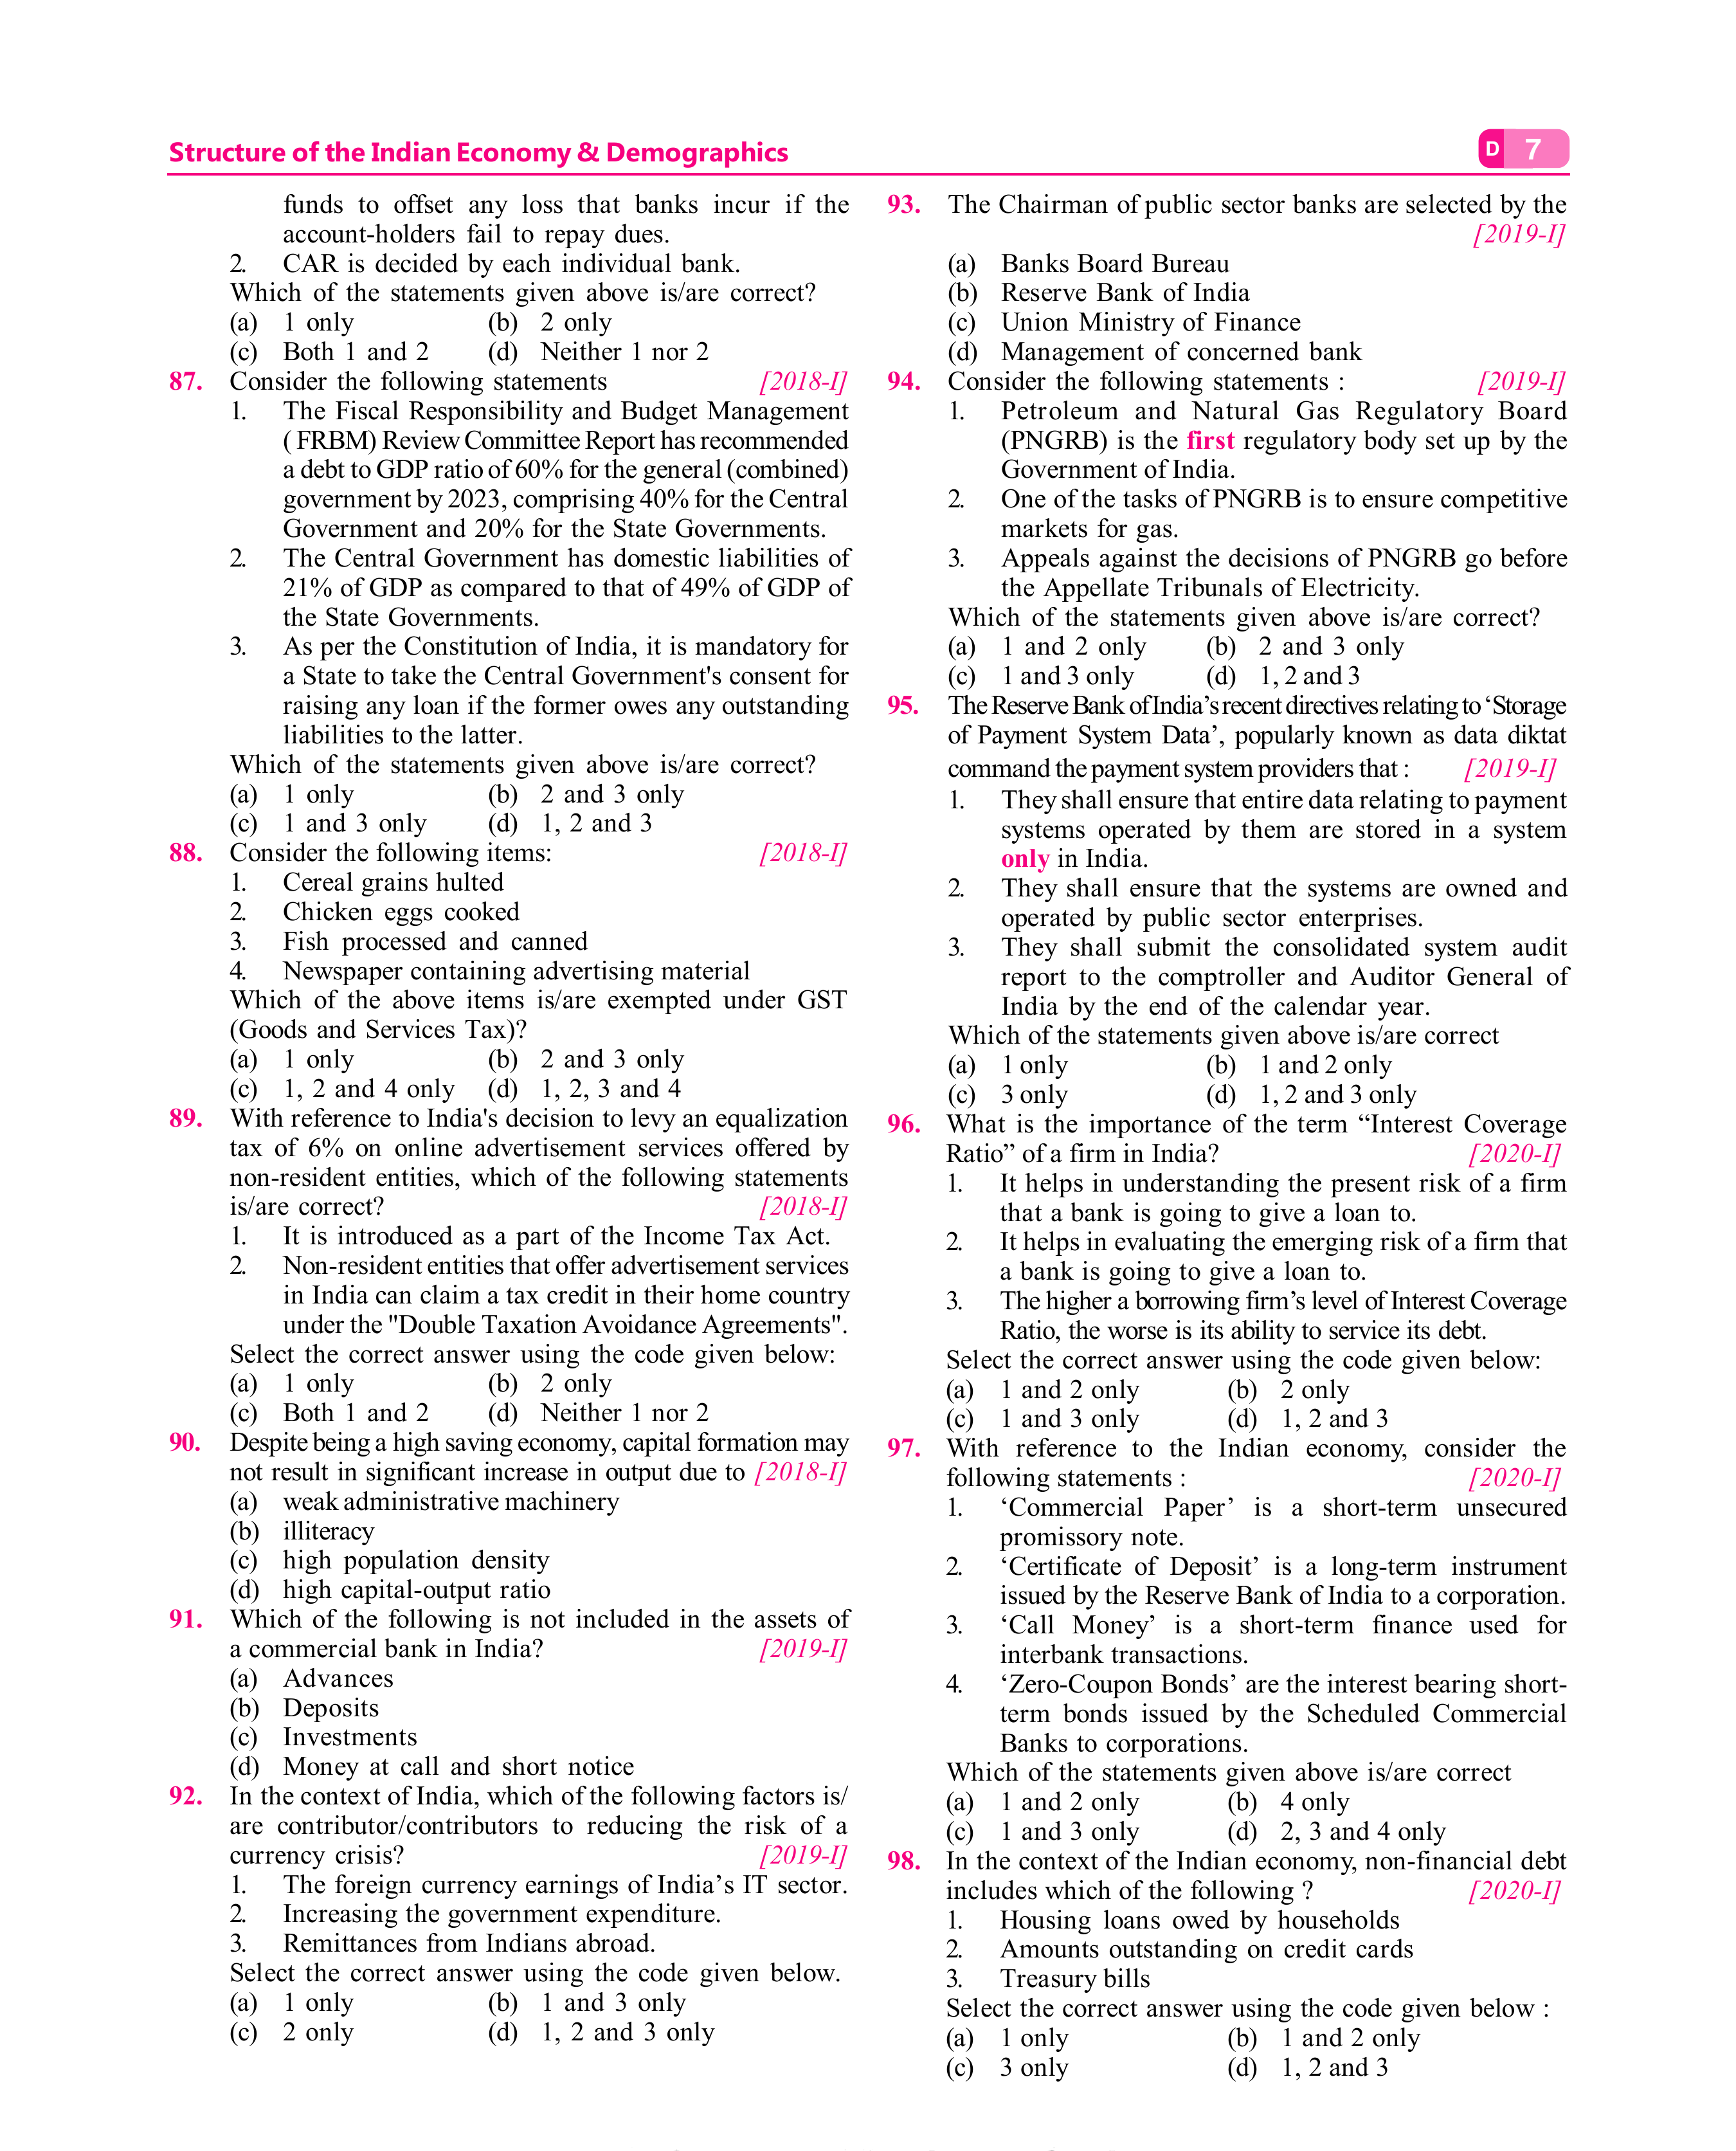 Structure of the Indian Economy & Demographics
D 7
funds to offset any loss that banks incur if the
account-holders fail to repay dues.
2. CAR is decided by each individual bank.
Which of the statements given above is/are correct?
(a) 1 only (b) 2 only
(c) Both 1 and 2 (d) Neither 1 nor 2
87. Consider the following statements [2018-I]
1. The Fiscal Responsibility and Budget Management
( FRBM) Review Committee Report has recommended
a debt to GDP ratio of 60% for the general (combined)
government by 2023, comprising 40% for the Central
Government and 20% for the State Governments.
2. The Central Government has domestic liabilities of
21% of GDP as compared to that of 49% of GDP of
the State Governments.
3. As per the Constitution of India, it is mandatory for
a State to take the Central Government's consent for
raising any loan if the former owes any outstanding
liabilities to the latter.
Which of the statements given above is/are correct?
(a) 1 only (b) 2 and 3 only
(c) 1 and 3 only (d) 1, 2 and 3
88. Consider the following items: [2018-I]
1. Cereal grains hulted
2. Chicken eggs cooked
3. Fish processed and canned
4. Newspaper containing advertising material
Which of the above items is/are exempted under GST
(Goods and Services Tax)?
(a) 1 only (b) 2 and 3 only
(c) 1, 2 and 4 only (d) 1, 2, 3 and 4
89. With reference to India's decision to levy an equalization
tax of 6% on online advertisement services offered by
non-resident entities, which of the following statements
is/are correct? [2018-I]
1. It is introduced as a part of the Income Tax Act.
2. Non-resident entities that offer advertisement services
in India can claim a tax credit in their home country
under the "Double Taxation Avoidance Agreements".
Select the correct answer using the code given below:
(a) 1 only (b) 2 only
(c) Both 1 and 2 (d) Neither 1 nor 2
90. Despite being a high saving economy, capital formation may
not result in significant increase in output due to [2018-I]
(a) weak administrative machinery
(b) illiteracy
(c) high population density
(d) high capital-output ratio
91. Which of the following is not included in the assets of
a commercial bank in India? [2019-I]
(a) Advances
(b) Deposits
(c) Investments
(d) Money at call and short notice
92. In the context of India, which of the following factors is/
are contributor/contributors to reducing the risk of a
currency crisis? [2019-I]
1. The foreign currency earnings of India’s IT sector.
2. Increasing the government expenditure.
3. Remittances from Indians abroad.
Select the correct answer using the code given below.
(a) 1 only (b) 1 and 3 only
(c) 2 only (d) 1, 2 and 3 only
93. The Chairman of public sector banks are selected by the
[2019-I]
(a) Banks Board Bureau
(b) Reserve Bank of India
(c) Union Ministry of Finance
(d) Management of concerned bank
94. Consider the following statements : [2019-I]
1. Petroleum and Natural Gas Regulatory Board
(PNGRB) is the first regulatory body set up by the
Government of India.
2. One of the tasks of PNGRB is to ensure competitive
markets for gas.
3. Appeals against the decisions of PNGRB go before
the Appellate Tribunals of Electricity.
Which of the statements given above is/are correct?
(a) 1 and 2 only (b) 2 and 3 only
(c) 1 and 3 only (d) 1, 2 and 3
95. The Reserve Bank of India’s recent directives relating to ‘Storage
of Payment System Data’, popularly known as data diktat
command the payment system providers that : [2019-I]
1. They shall ensure that entire data relating to payment
systems operated by them are stored in a system
only in India.
2. They shall ensure that the systems are owned and
operated by public sector enterprises.
3. They shall submit the consolidated system audit
report to the comptroller and Auditor General of
India by the end of the calendar year.
Which of the statements given above is/are correct
(a) 1 only (b) 1 and 2 only
(c) 3 only (d) 1, 2 and 3 only
96. What is the importance of the term “Interest Coverage
Ratio” of a firm in India? [2020-I]
1. It helps in understanding the present risk of a firm
that a bank is going to give a loan to.
2. It helps in evaluating the emerging risk of a firm that
a bank is going to give a loan to.
3. The higher a borrowing firm’s level of Interest Coverage
Ratio, the worse is its ability to service its debt.
Select the correct answer using the code given below:
(a) 1 and 2 only (b) 2 only
(c) 1 and 3 only (d) 1, 2 and 3
97. With reference to the Indian economy, consider the
following statements : [2020-I]
1. ‘Commercial Paper’ is a short-term unsecured
promissory note.
2. ‘Certificate of Deposit’ is a long-term instrument
issued by the Reserve Bank of India to a corporation.
3. ‘Call Money’ is a short-term finance used for
interbank transactions.
4. ‘Zero-Coupon Bonds’ are the interest bearing short-
term bonds issued by the Scheduled Commercial
Banks to corporations.
Which of the statements given above is/are correct
(a) 1 and 2 only (b) 4 only
(c) 1 and 3 only (d) 2, 3 and 4 only
98. In the context of the Indian economy, non-financial debt
includes which of the following ? [2020-I]
1. Housing loans owed by households
2. Amounts outstanding on credit cards
3. Treasury bills
Select the correct answer using the code given below :
(a) 1 only (b) 1 and 2 only
(c) 3 only (d) 1, 2 and 3